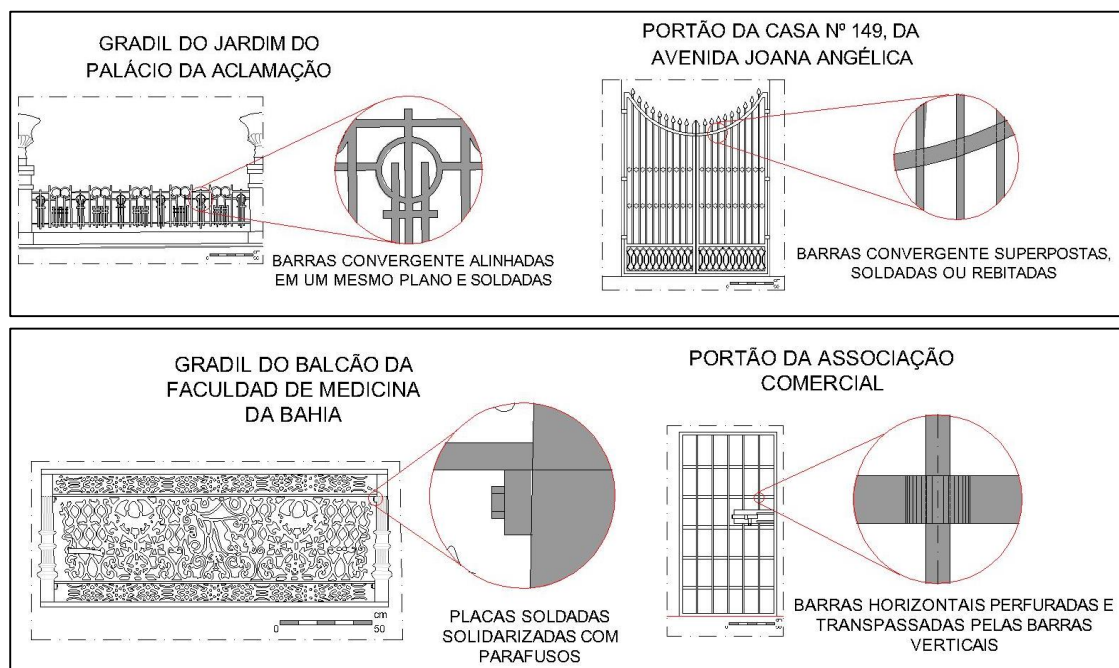 GRADIL DO JARDIM DO
PALÁCIO DA ACLAMAÇÃO
BARRAS CONVERGENTE ALINHADAS
EM UM MESMO PLANO E SOLDADAS
PORTÃO DA CASA Nº 149, DA
AVENIDA JOANA ANGÉLICA
BARRAS CONVERGENTE SUPERPOSTAS,
SOLDADAS OU REBITADAS
GRADIL DO BALCÃO DA
FACULDAD DE MEDICINA
DA BAHIA
cm
0 50
PLACAS SOLDADAS
SOLIDARIZADAS COM
PARAFUSOS
PORTÃO DA ASSOCIAÇÃO
COMERCIAL
BARRAS HORIZONTAIS PERFURADAS E
TRANSPASSADAS PELAS BARRAS
VERTICAIS